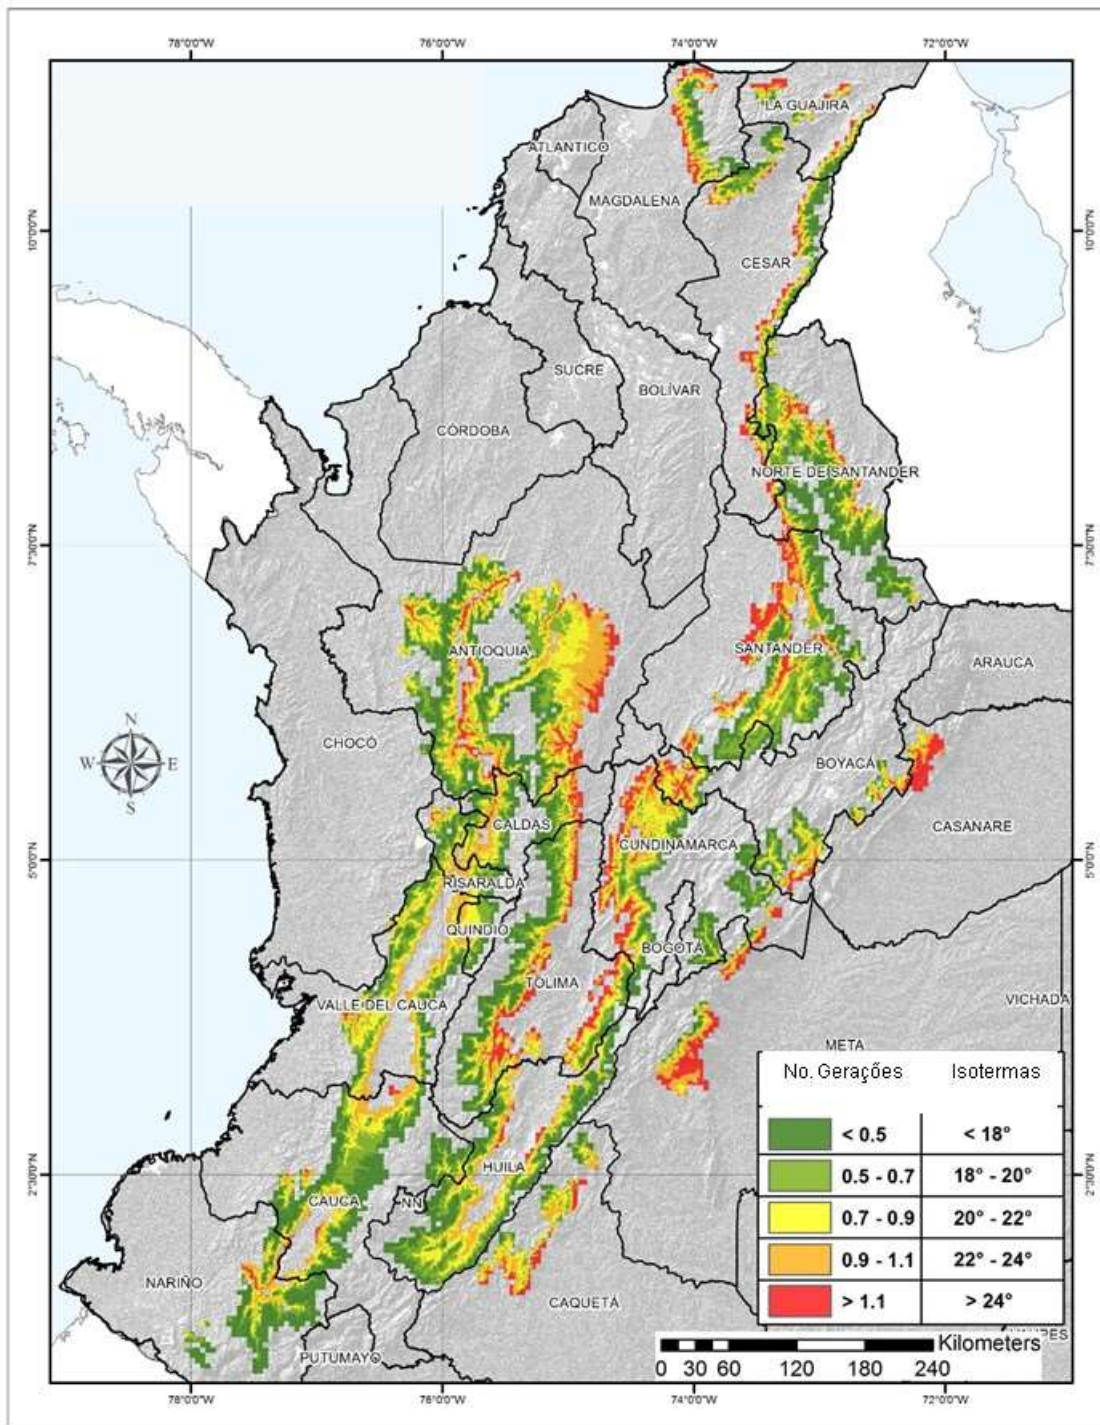 78°0'0"W 76°0'0"W 74°0'0"W 72°0'0"W
LA GUAJIRA
ATLANTICO
MAGDALENA
10°0'0"N 10°0'0"N
CESAR
SUCRE
BOLÍVAR
CÓRDOBA
NORTE DE SANTANDER
7°30'0"N 7°30'0"N
ANTIOQUIA
SANTANDER
ARAUCA
N
W E
S
CHOCÓ
BOYACÁ
CALDAS
CASANARE
CUNDINAMARCA
5°0'0"N 5°0'0"N
RISARALDA
QUINDIO
BOGOTÁ
TOLIMA
VALLE DEL CAUCA
VICHADA
META
No. Gerações Isotermas
< 0.5 < 18°
0.5 - 0.7 18° - 20°
0.7 - 0.9 20° - 22°
0.9 - 1.1 22° - 24°
> 1.1 > 24°
HUILA
2°30'0"N 2°30'0"N
CAUCA
NN
NARIÑO
CAQUETÁ
PUTUMAYO
Kilometers
0 30 60 120 180 240
78°0'0"W 76°0'0"W 74°0'0"W 72°0'0"W